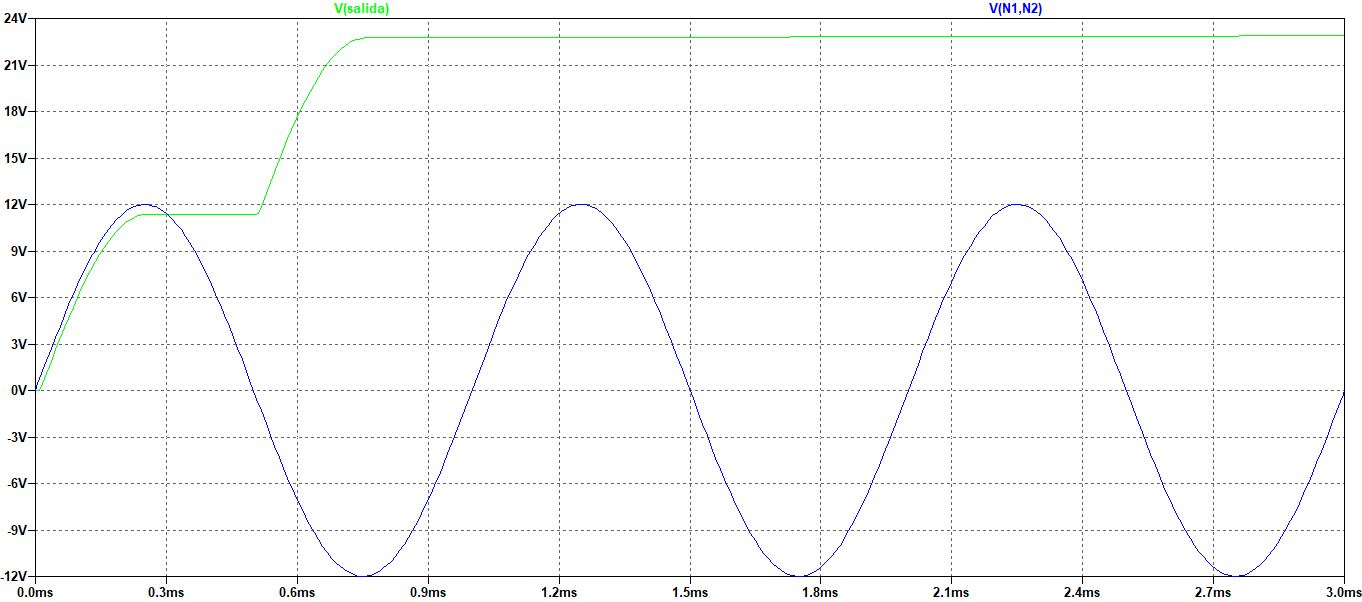 V(salida) V(N1,N2)
24V
21V
18V
15V
12V
9V
6V
3V
0V
-3V
-6V
-9V
-12V
0.0ms 0.3ms 0.6ms 0.9ms 1.2ms 1.5ms 1.8ms 2.1ms 2.4ms 2.7ms 3.0ms